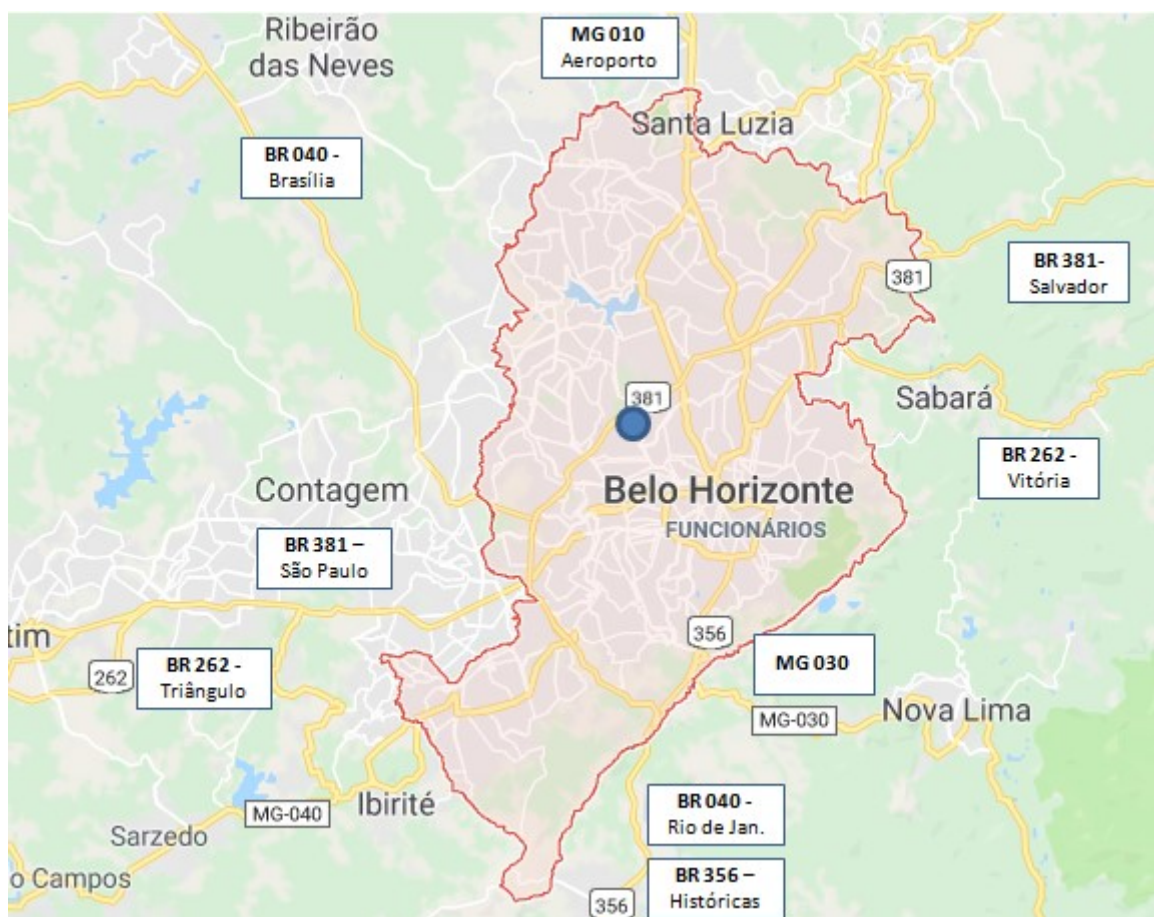 Ribeirão
das Neves
MG 010
Aeroporto
Santa Luzia
BR 040 -
Brasília
BR 381-
Salvador
381
381
Sabará
BR 262 -
Vitória
Contagem
Belo Horizonte
FUNCIONÁRIOS
BR 381 –
São Paulo
tim
262
BR 262 -
Triângulo
356
MG 030
MG-030
Nova Lima
Ibirité
MG-040
Sarzedo
BR 040 -
Rio de Jan.
o Campos
356
BR 356 –
Históricas